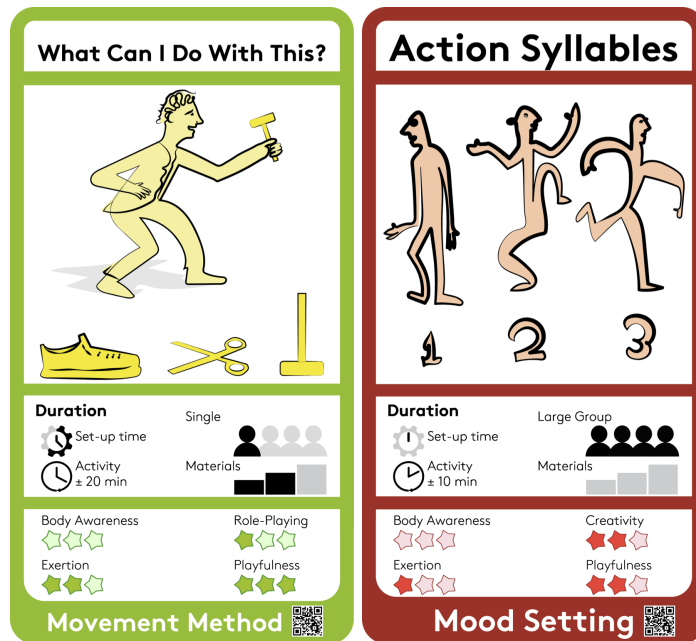 What Can I Do With This?
Duration
Set-up time
Activity
± 20 min
Single
Materials
Body Awareness
Role-Playing
Exertion
Playfulness
Movement Method
Action Syllables
1 2 3
Duration
Set-up time
Activity
± 10 min
Large Group
Materials
Body Awareness
Creativity
Exertion
Playfulness
Mood Setting